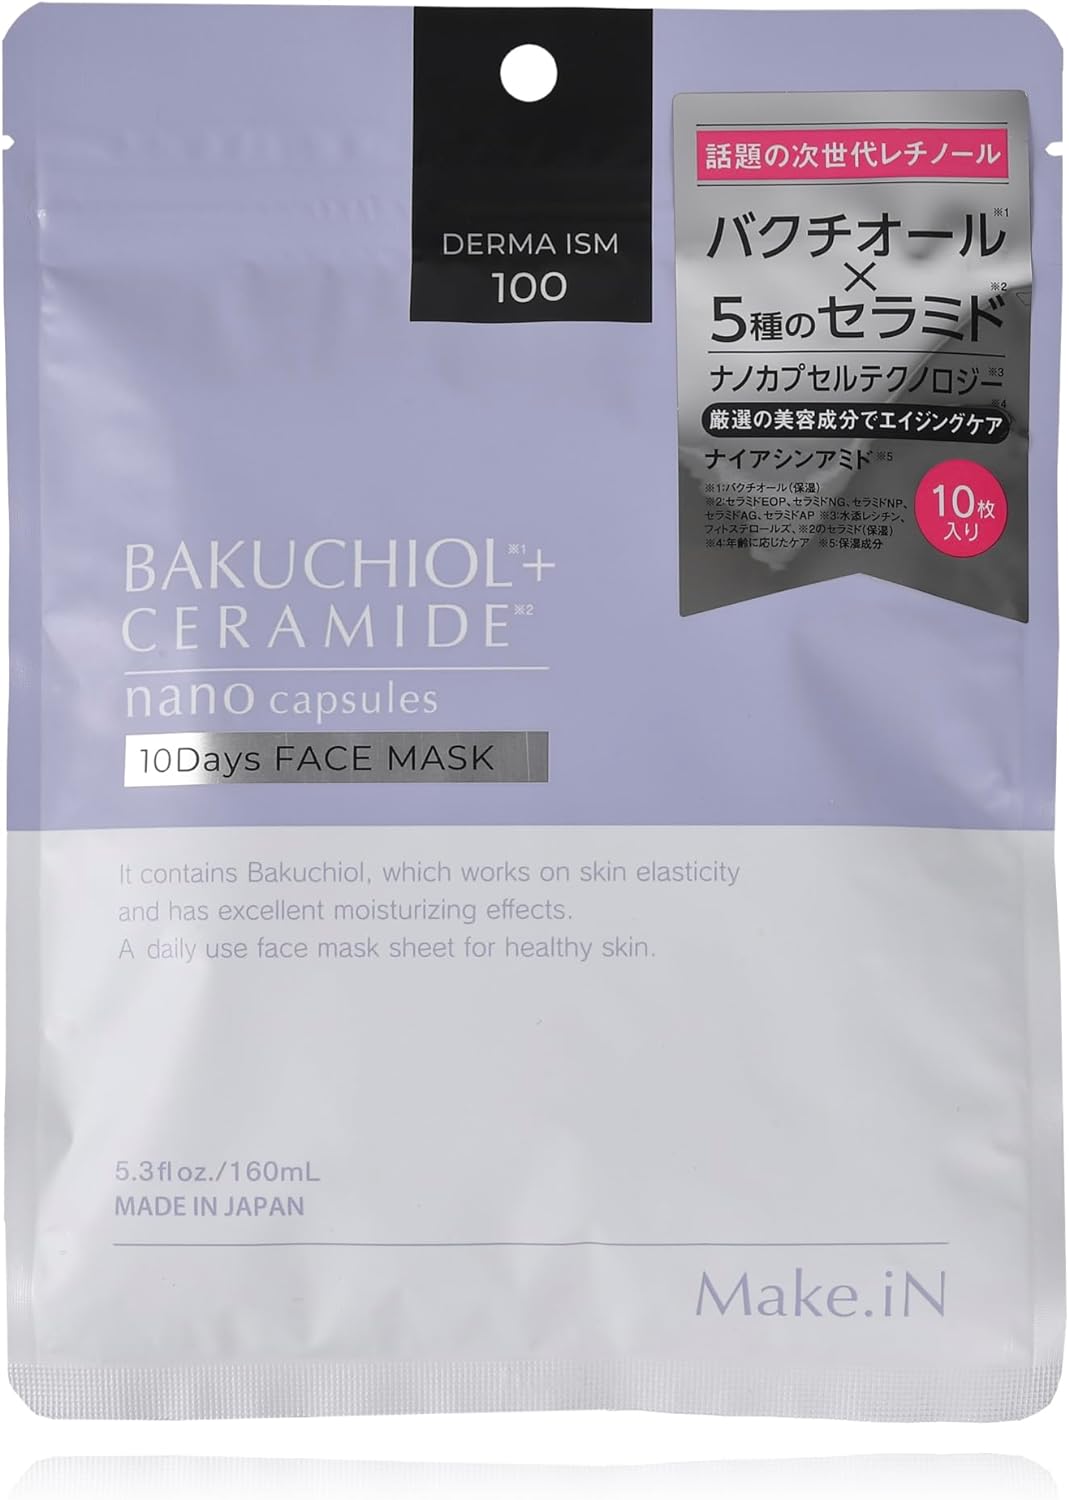 DERMA ISM
100
話題の次世代レチノール
バクチオール※1
×
5種のセラミド※2
ナノカプセルテクノロジー※3
厳選の美容成分でエイジングケア※4
ナイアシンアミド※5
※1:バクチオール(保湿)
※2:セラミドEOP、セラミドNG、セラミドNP、
セラミドAG、セラミドAP ※3:水添レシチン、
フィトステロールズ、※2のセラミド(保湿)
※4:年齢に応じたケア ※5:保湿成分
10枚
入り
BAKUCHIOL※1+
CERAMIDE※2
nano capsules
10Days FACE MASK
It contains Bakuchiol, which works on skin elasticity
and has excellent moisturizing effects.
A daily use face mask sheet for healthy skin.
5.3fl oz./160mL
MADE IN JAPAN
Make.iN